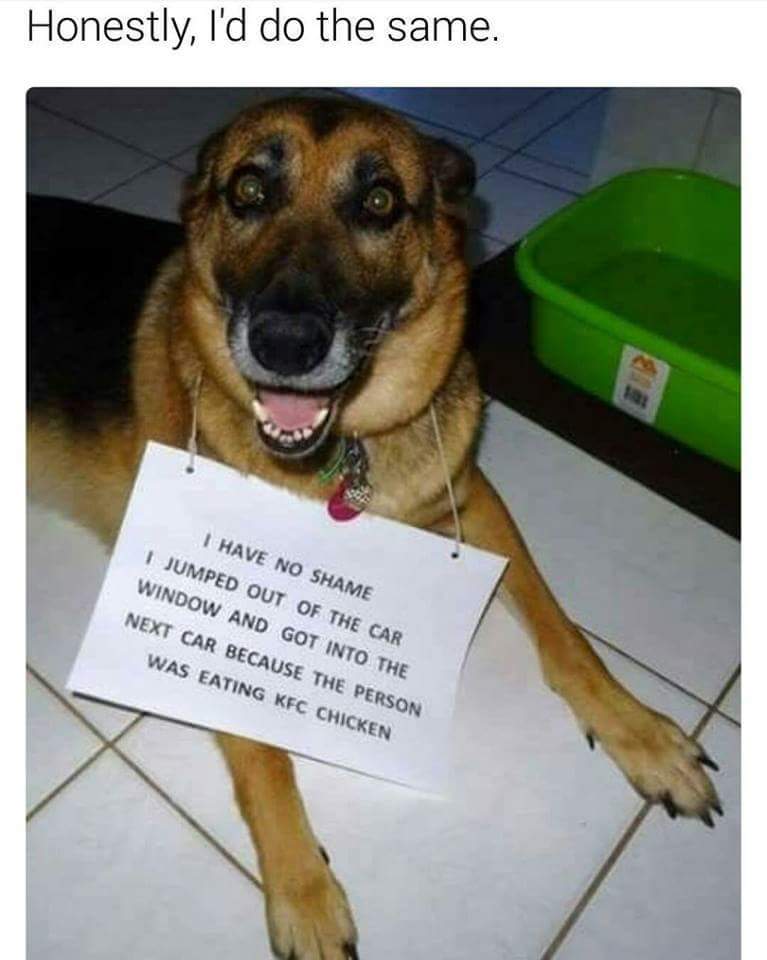 Honestly, I'd do the same.
I HAVE NO SHAME
I JUMPED OUT OF THE CAR
WINDOW AND GOT INTO THE
NEXT CAR BECAUSE THE PERSON
WAS EATING KFC CHICKEN